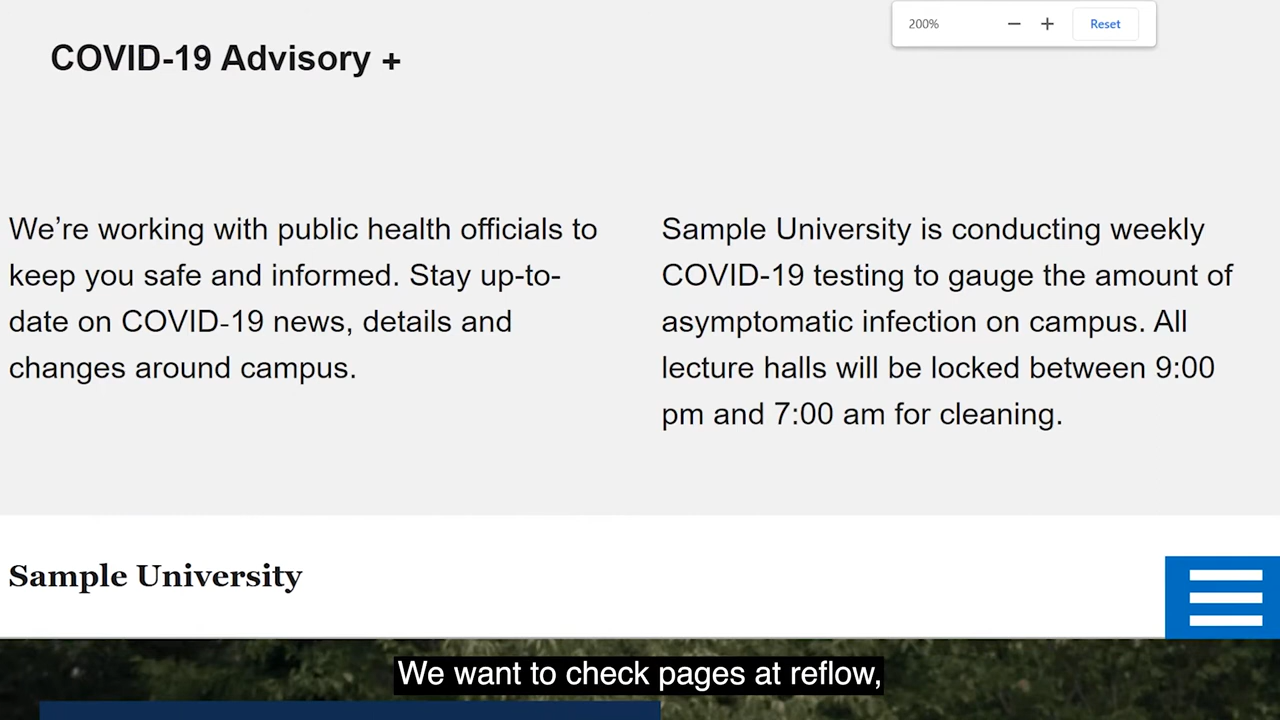 200%
Reset
COVID-19 Advisory +
We’re working with public health officials to
keep you safe and informed. Stay up-to-
date on COVID-19 news, details and
changes around campus.
Sample University is conducting weekly
COVID-19 testing to gauge the amount of
asymptomatic infection on campus. All
lecture halls will be locked between 9:00
pm and 7:00 am for cleaning.
Sample University
We want to check pages at reflow,